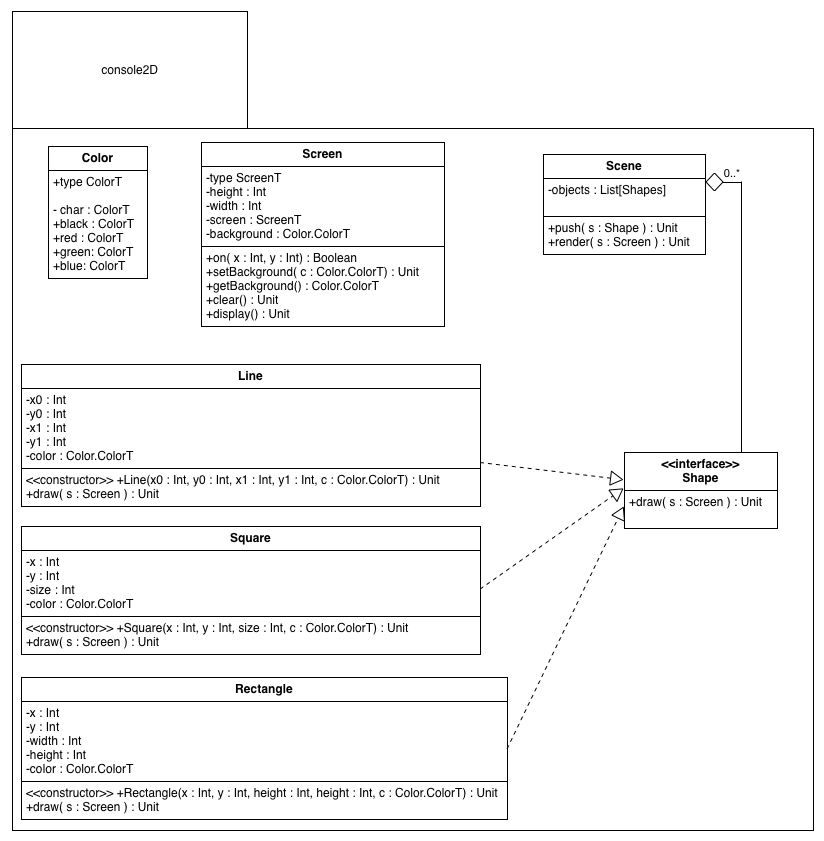 console2D
Color
+type ColorT
- char : ColorT
+black : ColorT
+red : ColorT
+green: ColorT
+blue: ColorT
Screen
-type ScreenT
-height : Int
-width : Int
-screen : ScreenT
-background : Color.ColorT
+on( x : Int, y : Int) : Boolean
+setBackground( c : Color.ColorT) : Unit
+getBackground() : Color.ColorT
+clear() : Unit
+display() : Unit
Scene
-objects : List[Shapes]
+push( s : Shape ) : Unit
+render( s : Screen ) : Unit
0..*
Line
-x0 : Int
-y0 : Int
-x1 : Int
-y1 : Int
-color : Color.ColorT
<<constructor>> +Line(x0 : Int, y0 : Int, x1 : Int, y1 : Int, c : Color.ColorT) : Unit
+draw( s : Screen ) : Unit
<<interface>>
Shape
+draw( s : Screen ) : Unit
Square
-x : Int
-y : Int
-size : Int
-color : Color.ColorT
<<constructor>> +Square(x : Int, y : Int, size : Int, c : Color.ColorT) : Unit
+draw( s : Screen ) : Unit
Rectangle
-x : Int
-y : Int
-width : Int
-height : Int
-color : Color.ColorT
<<constructor>> +Rectangle(x : Int, y : Int, height : Int, height : Int, c : Color.ColorT) : Unit
+draw( s : Screen ) : Unit